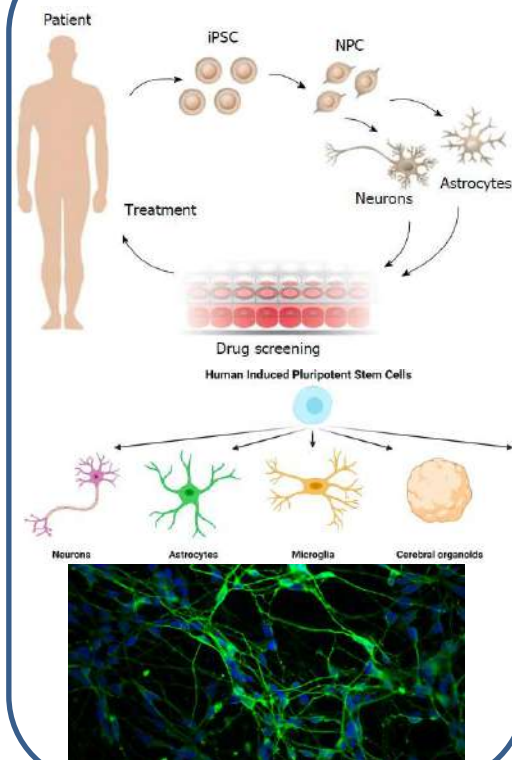 Patient
iPSC
NPC
Neurons
Astrocytes
Treatment
Drug screening
Human Induced Pluripotent Stem Cells
Neurons
Astrocytes
Microglia
Cerebral organoids